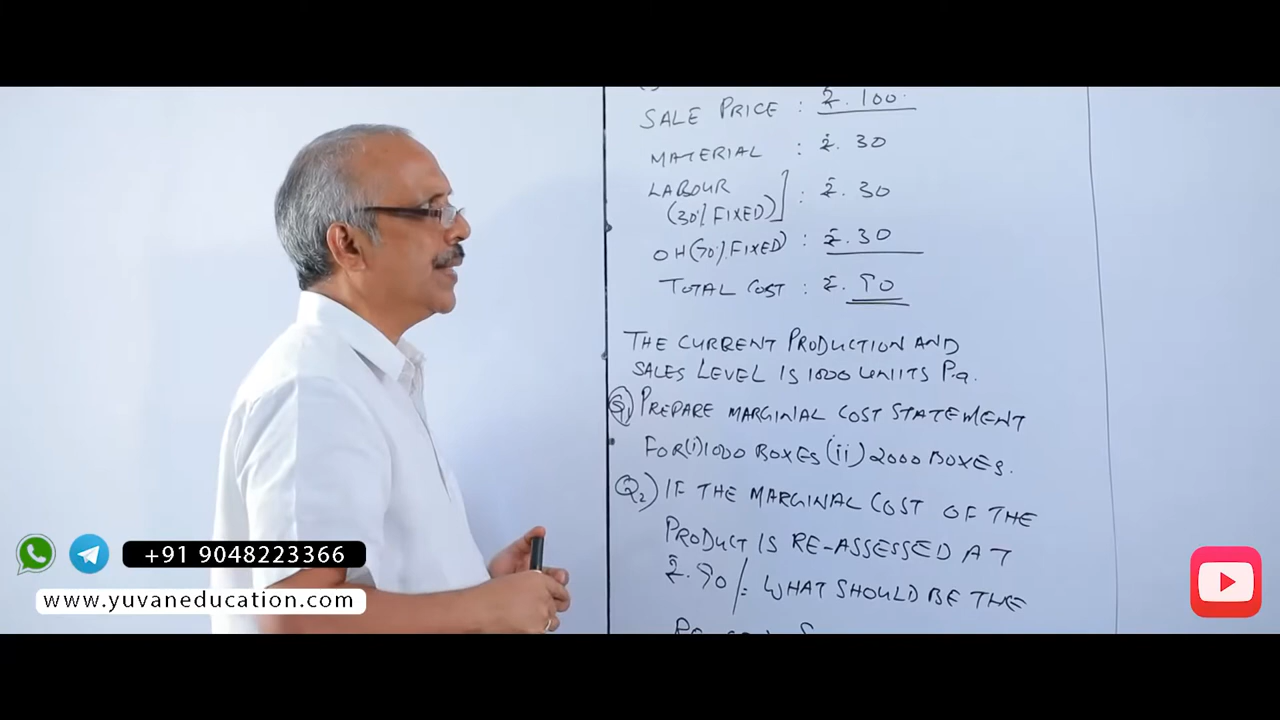 SALE PRICE : ₹. 100
MATERIAL : ₹. 30
LABOUR
(30% FIXED) : ₹. 30
OH (70% FIXED) : ₹. 30
TOTAL COST : ₹. 90
THE CURRENT PRODUCTION AND
SALES LEVEL IS 1000 UNIITS P.a.
Q1) PREPARE MARGINAL COST STATEMENT
FOR (i) 1000 BOXES (ii) 2000 BOXES.
Q2) IF THE MARGINAL COST OF THE
PRODUCT IS RE-ASSESSED AT
₹. 90/= WHAT SHOULD BE THE
+91 9048223366
www.yuvaneducation.com